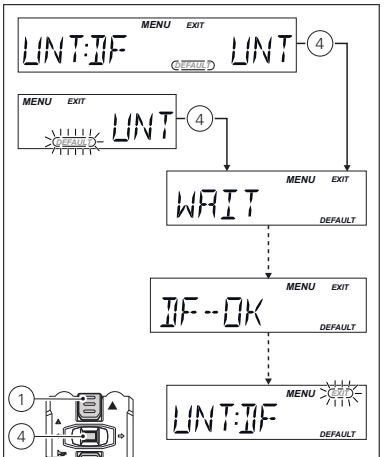 MENU EXIT
UNT:DF DEFAULT UNT
4
MENU EXIT
DEFAULT UNT
4
MENU EXIT
WAIT
DEFAULT
MENU EXIT
DF--OK
DEFAULT
1
MENU EXIT
UNT:DF
4
DEFAULT